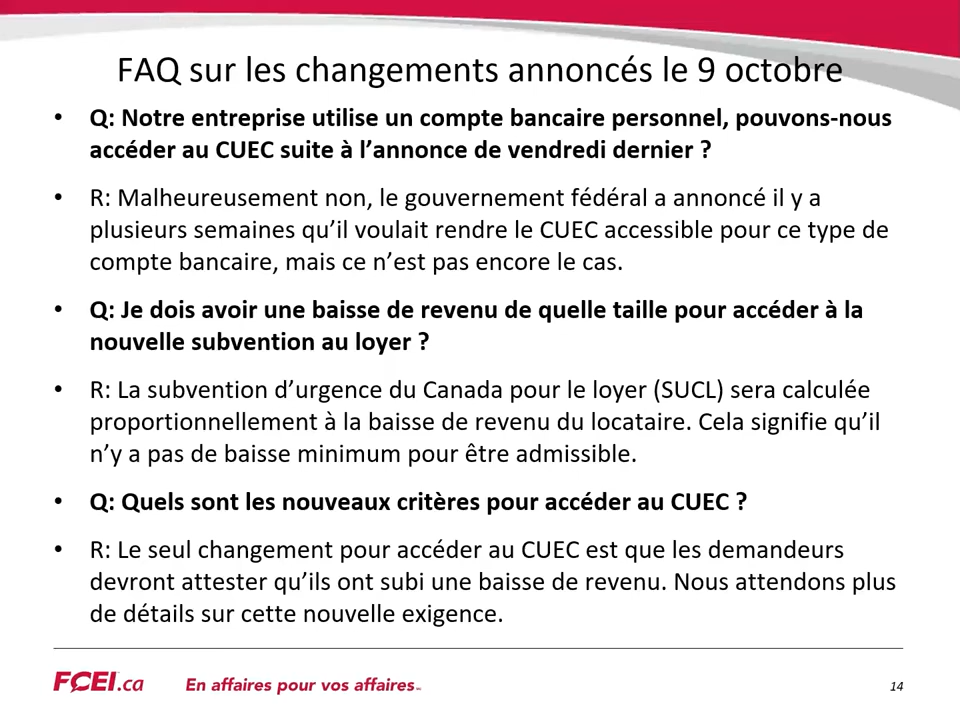 FAQ sur les changements annoncés le 9 octobre
• Q: Notre entreprise utilise un compte bancaire personnel, pouvons-nous
accéder au CUEC suite à l’annonce de vendredi dernier ?
• R: Malheureusement non, le gouvernement fédéral a annoncé il y a
plusieurs semaines qu’il voulait rendre le CUEC accessible pour ce type de
compte bancaire, mais ce n’est pas encore le cas.
• Q: Je dois avoir une baisse de revenu de quelle taille pour accéder à la
nouvelle subvention au loyer ?
• R: La subvention d’urgence du Canada pour le loyer (SUCL) sera calculée
proportionnellement à la baisse de revenu du locataire. Cela signifie qu’il
n’y a pas de baisse minimum pour être admissible.
• Q: Quels sont les nouveaux critères pour accéder au CUEC ?
• R: Le seul changement pour accéder au CUEC est que les demandeurs
devront attester qu’ils ont subi une baisse de revenu. Nous attendons plus
de détails sur cette nouvelle exigence.
FCEI.ca En affaires pour vos affaires 14